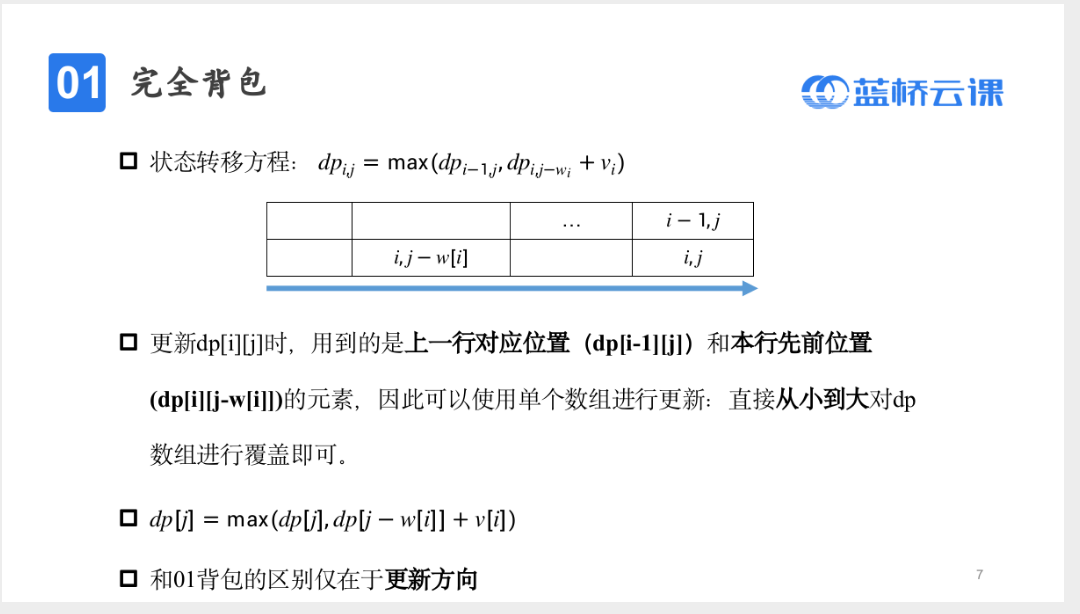 01 完全背包
蓝桥云课
状态转移方程： dp_{i,j} = max(dp_{i−1,j}, dp_{i,j−w_i} + v_i)
… i − 1, j
i, j − w[i] i, j
更新dp[i][j]时，用到的是上一行对应位置（dp[i-1][j]）和本行先前位置
(dp[i][j-w[i]])的元素，因此可以使用单个数组进行更新：直接从小到大对dp
数组进行覆盖即可。
dp[j] = max(dp[j], dp[j − w[i]] + v[i])
和01背包的区别仅在于更新方向
7